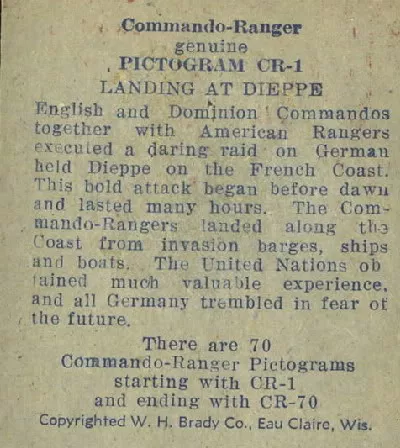 Commando-Ranger
genuine
PICTOGRAM CR-1
LANDING AT DIEPPE
English and Dominion Commandos
together with American Rangers
executed a daring raid on German
held Dieppe on the French Coast.
This bold attack began before dawn
and lasted many hours. The Com-
mando-Rangers landed along the
Coast from invasion barges, ships
and boats. The United Nations ob
tained much valuable experience,
and all Germany trembled in fear of
the future.
There are 70
Commando-Ranger Pictograms
starting with CR-1
and ending with CR-70
Copyrighted W. H. Brady Co., Eau Claire, Wis.